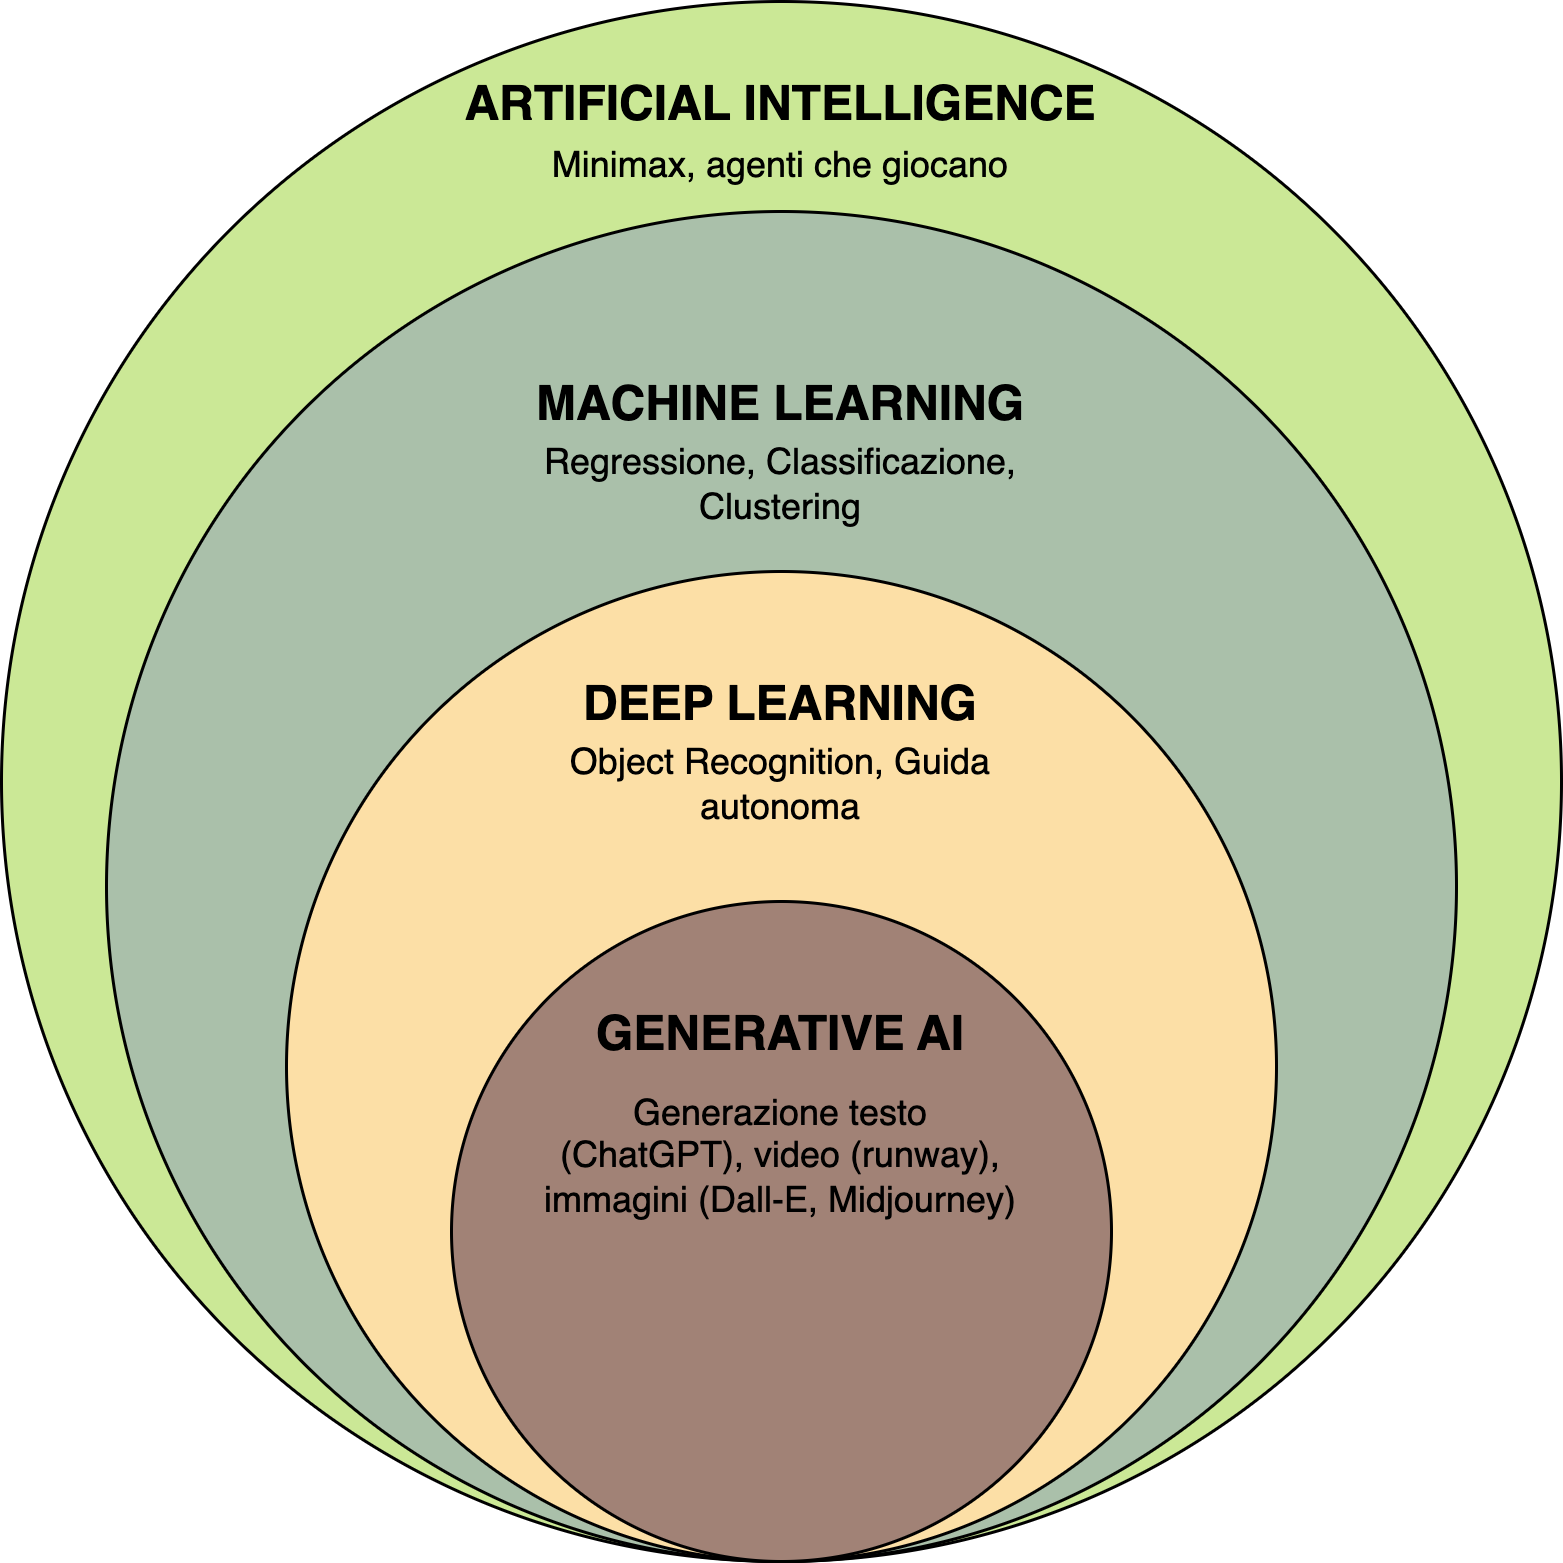 ARTIFICIAL INTELLIGENCE
Minimax, agenti che giocano
MACHINE LEARNING
Regressione, Classificazione,
Clustering
DEEP LEARNING
Object Recognition, Guida
autonoma
GENERATIVE AI
Generazione testo
(ChatGPT), video (runway),
immagini (Dall-E, Midjourney)